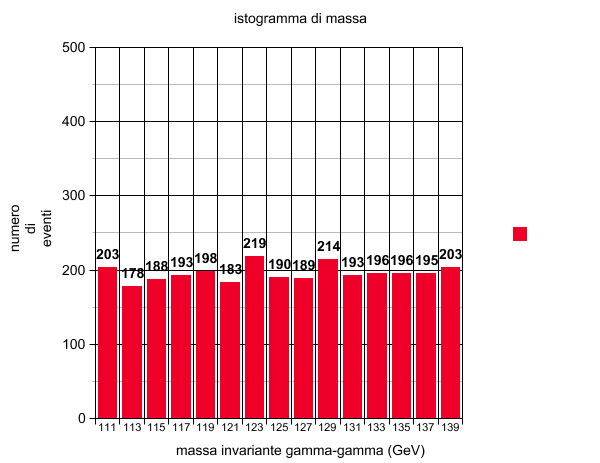 istogramma di massa
500
400
300
200
100
0
numero
di
eventi
203 178 188 193 198 183 219 190 189 214 193 196 196 195 203
111 113 115 117 119 121 123 125 127 129 131 133 135 137 139
massa invariante gamma-gamma (GeV)